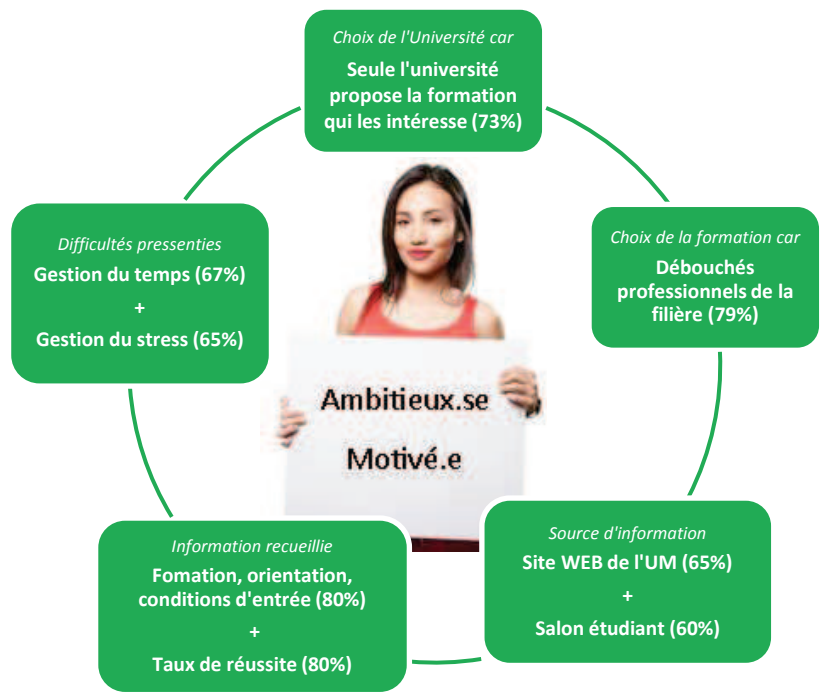 Choix de l'Université car
Seule l'université
propose la formation
qui les intéresse (73%)
Choix de la formation car
Débouchés
professionnels de la
filière (79%)
Source d'information
Site WEB de l'UM (65%)
+
Salon étudiant (60%)
Information recueillie
Fomation, orientation,
conditions d'entrée (80%)
+
Taux de réussite (80%)
Difficultés pressenties
Gestion du temps (67%)
+
Gestion du stress (65%)
Ambitieux.se
Motivé.e